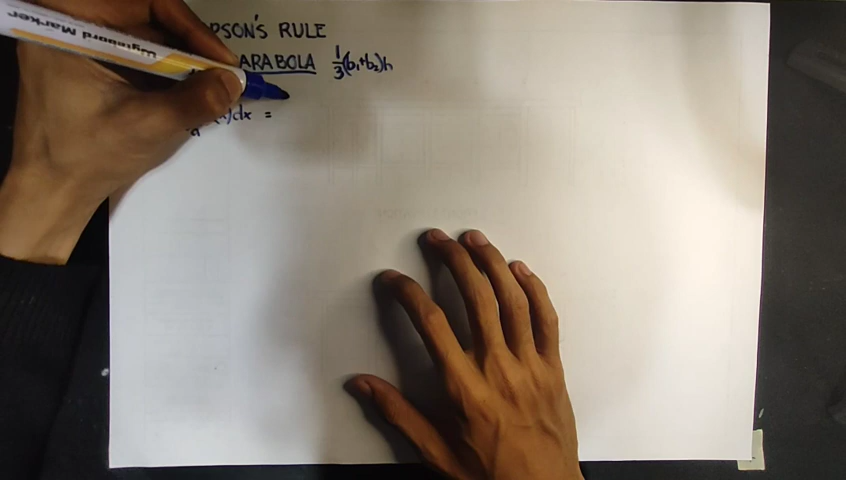 PSON'S RULE
ARABOLA 1/3(b₁+b₂)h
(x)dx =
Whiteboard Marker